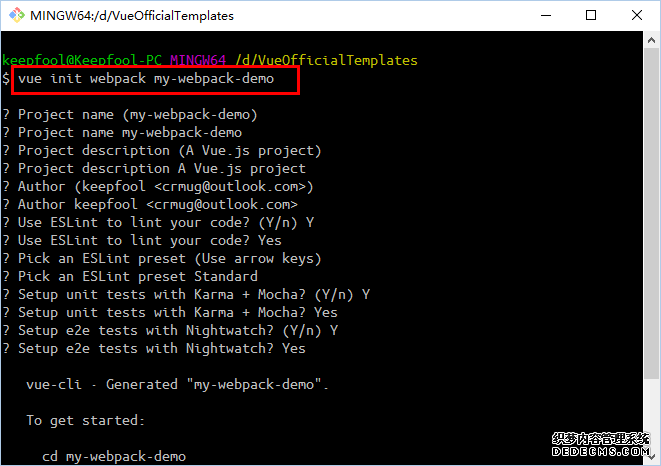 MINGW64:/d/VueOfficialTemplates
keepfool@Keepfool-PC MINGW64 /d/VueOfficialTemplates
$ vue init webpack my-webpack-demo
? Project name (my-webpack-demo)
? Project name my-webpack-demo
? Project description (A Vue.js project)
? Project description A Vue.js project
? Author (keepfool <crmug@outlook.com>)
? Author keepfool <crmug@outlook.com>
? Use ESLint to lint your code? (Y/n) Y
? Use ESLint to lint your code? Yes
? Pick an ESLint preset (Use arrow keys)
? Pick an ESLint preset Standard
? Setup unit tests with Karma + Mocha? (Y/n) Y
? Setup unit tests with Karma + Mocha? Yes
? Setup e2e tests with Nightwatch? (Y/n) Y
? Setup e2e tests with Nightwatch? Yes
vue-cli · Generated "my-webpack-demo".
To get started:
cd my-webpack-demo
织梦内容管理系统
DEDECMS.COM